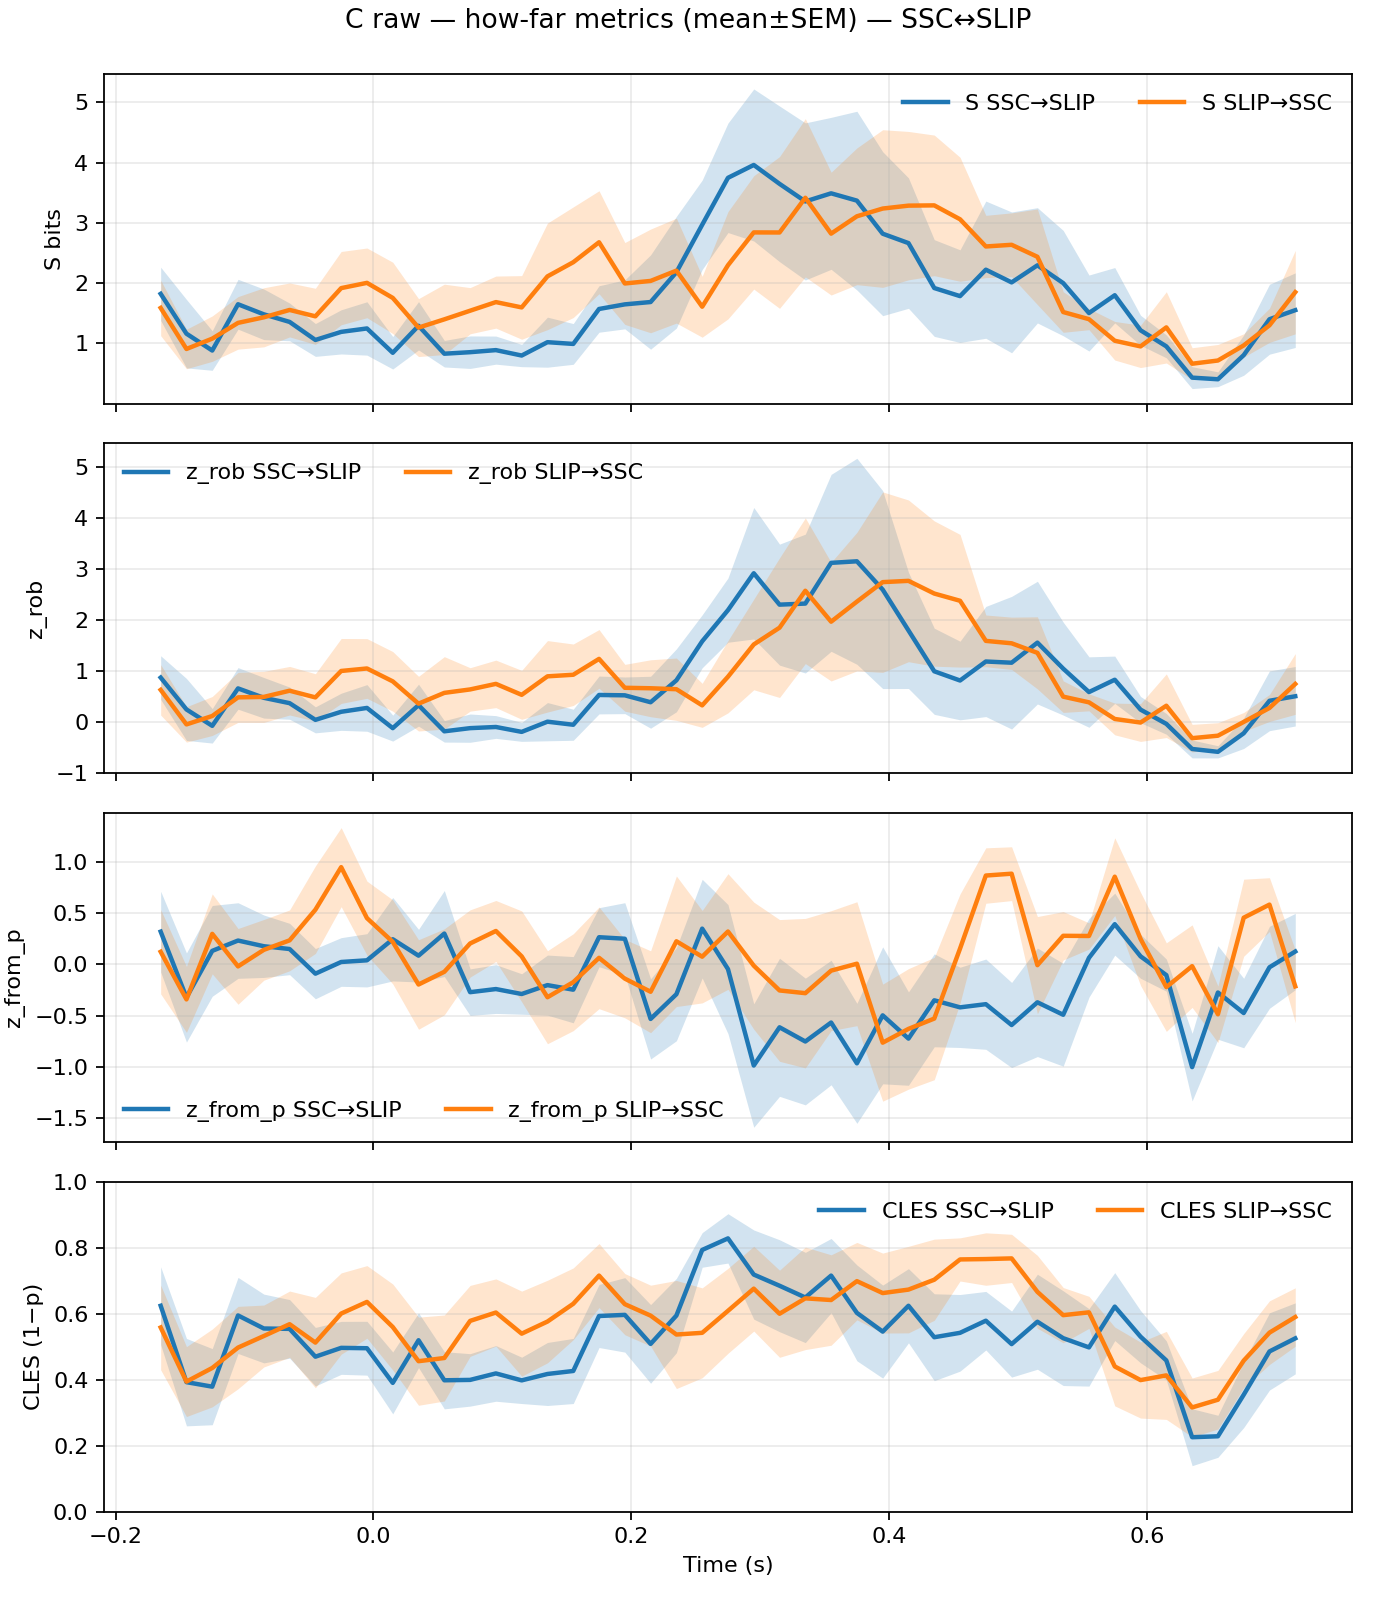 C raw — how-far metrics (mean±SEM) — SSC↔SLIP
5
4
3
2
1
S bits
S SSC→SLIP
S SLIP→SSC
5
4
3
2
1
0
−1
z_rob
z_rob SSC→SLIP
z_rob SLIP→SSC
1.0
0.5
0.0
−0.5
−1.0
−1.5
z_from_p
z_from_p SSC→SLIP
z_from_p SLIP→SSC
1.0
0.8
0.6
0.4
0.2
0.0
CLES (1−p)
CLES SSC→SLIP
CLES SLIP→SSC
−0.2
0.0
0.2
0.4
0.6
Time (s)